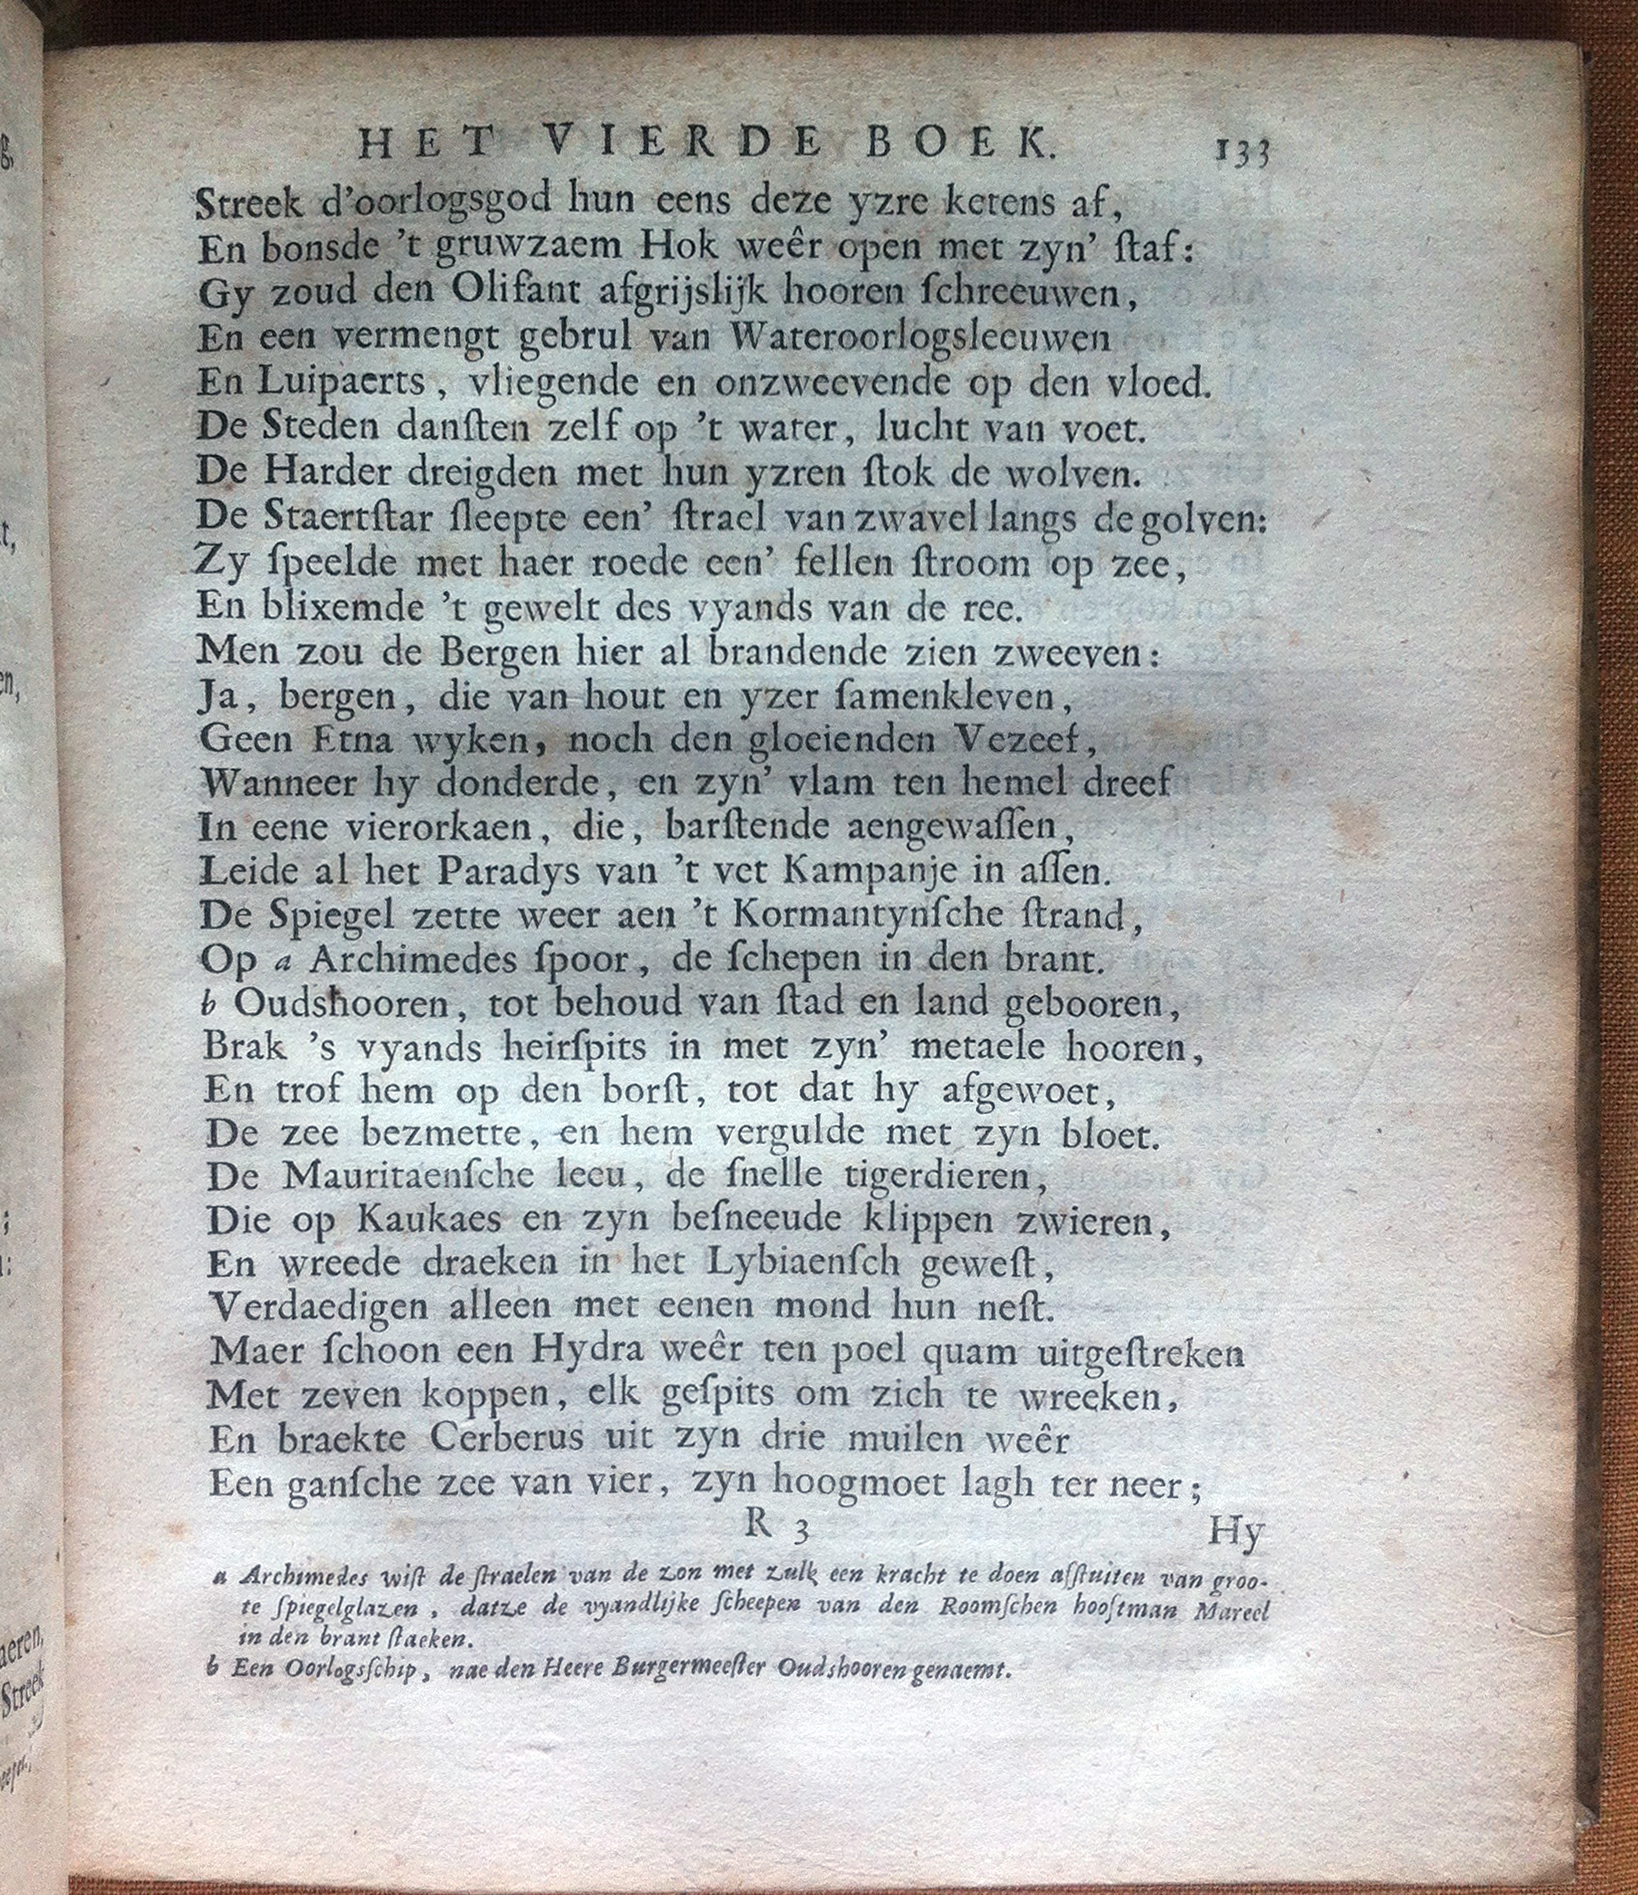 HET VIERDE BOEK. 133
Streek d'oorlogsgod hun eens deze yzre ketens af,
En bonsde 't gruwzaem Hok weêr open met zyn' ſtaf:
Gy zoud den Olifant afgrijslijk hooren ſchreeuwen,
En een vermengt gebrul van Wateroorlogsleeuwen
En Luipaerts, vliegende en onzweevende op den vloed.
De Steden danſten zelf op 't water, lucht van voet.
De Harder dreigden met hun yzren ſtok de wolven.
De Staertſtar ſleepte een' ſtrael van zwavel langs de golven:
Zy ſpeelde met haer roede een' fellen ſtroom op zee,
En blixemde 't gewelt des vyands van de ree.
Men zou de Bergen hier al brandende zien zweeven:
Ja, bergen, die van hout en yzer ſamenkleven,
Geen Etna wyken, noch den gloeienden Vezeef,
Wanneer hy donderde, en zyn' vlam ten hemel dreef
In eene vierorkaen, die, barſtende aengewaſſen,
Leide al het Paradys van 't vet Kampanje in aſſen.
De Spiegel zette weer aen 't Kormantynſche ſtrand,
Op a Archimedes ſpoor, de ſchepen in den brant.
b Oudshooren, tot behoud van ſtad en land gebooren,
Brak 's vyands heirſpits in met zyn' metaele hooren,
En trof hem op den borſt, tot dat hy afgewoet,
De zee bezmette, en hem vergulde met zyn bloet.
De Mauritaenſche leeu, de ſnelle tigerdieren,
Die op Kaukaes en zyn beſneeude klippen zwieren,
En wreede draeken in het Lybiaenſch geweſt,
Verdaedigen alleen met eenen mond hun neſt.
Maer ſchoon een Hydra weêr ten poel quam uitgeſtreken
Met zeven koppen, elk geſpits om zich te wreeken,
En braekte Cerberus uit zyn drie muilen weêr
Een ganſche zee van vier, zyn hoogmoet lagh ter neer;
R 3 Hy
a Archimedes wiſt de ſtraelen van de zon met zulk een kracht te doen afſtuiten van groo-
te ſpiegelglazen, datze de vyandlijke ſcheepen van den Roomſchen hooftman Marcel
in den brant ſtaeken.
b Een Oorlogsſchip, nae den Heere Burgermeeſter Oudshooren genaemt.